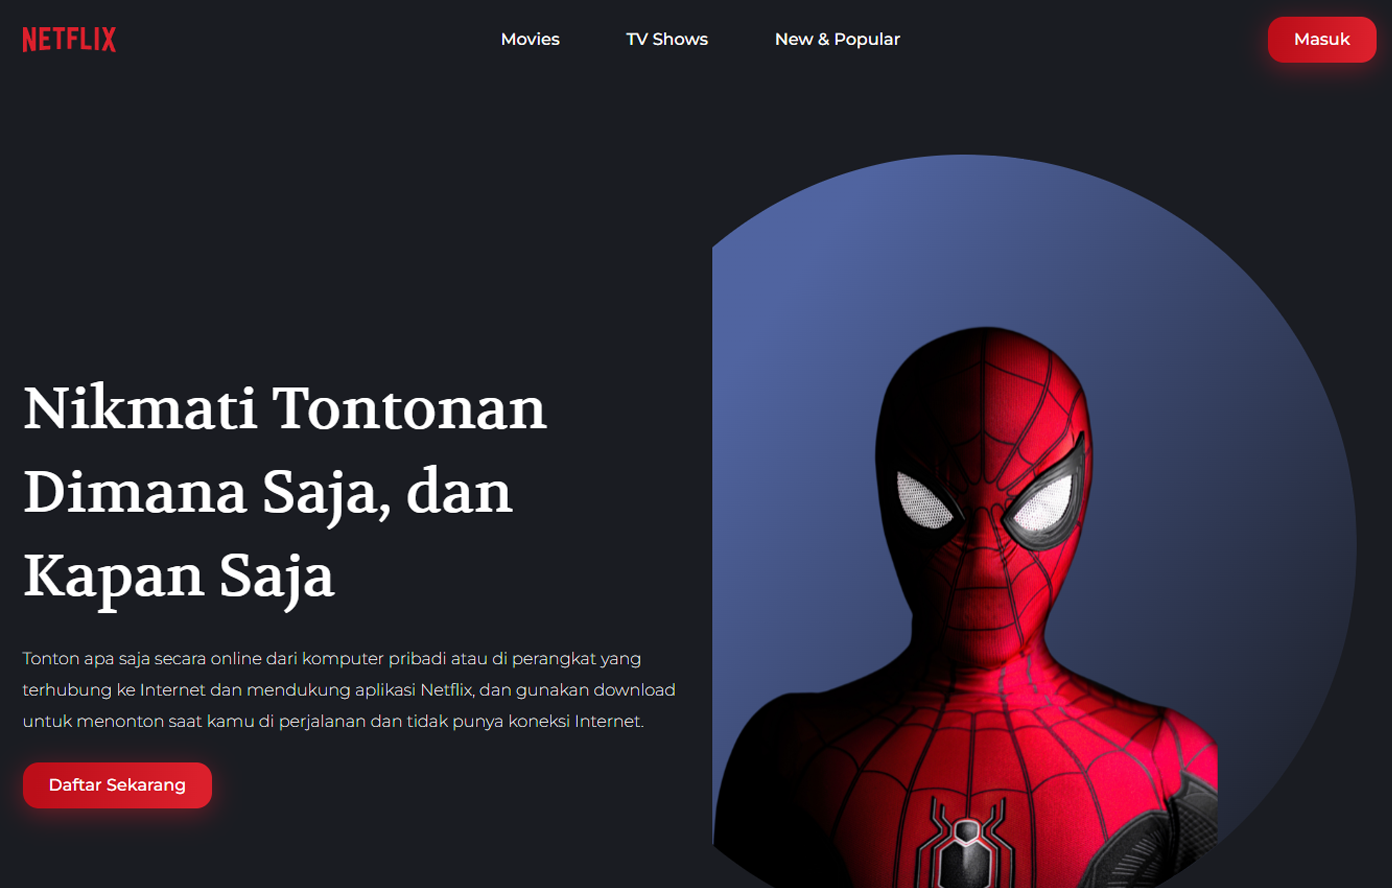 NETFLIX
Movies
TV Shows
New & Popular
Masuk
Nikmati Tontonan
Dimana Saja, dan
Kapan Saja
Tonton apa saja secara online dari komputer pribadi atau di perangkat yang
terhubung ke Internet dan mendukung aplikasi Netflix, dan gunakan download
untuk menonton saat kamu di perjalanan dan tidak punya koneksi Internet.
Daftar Sekarang